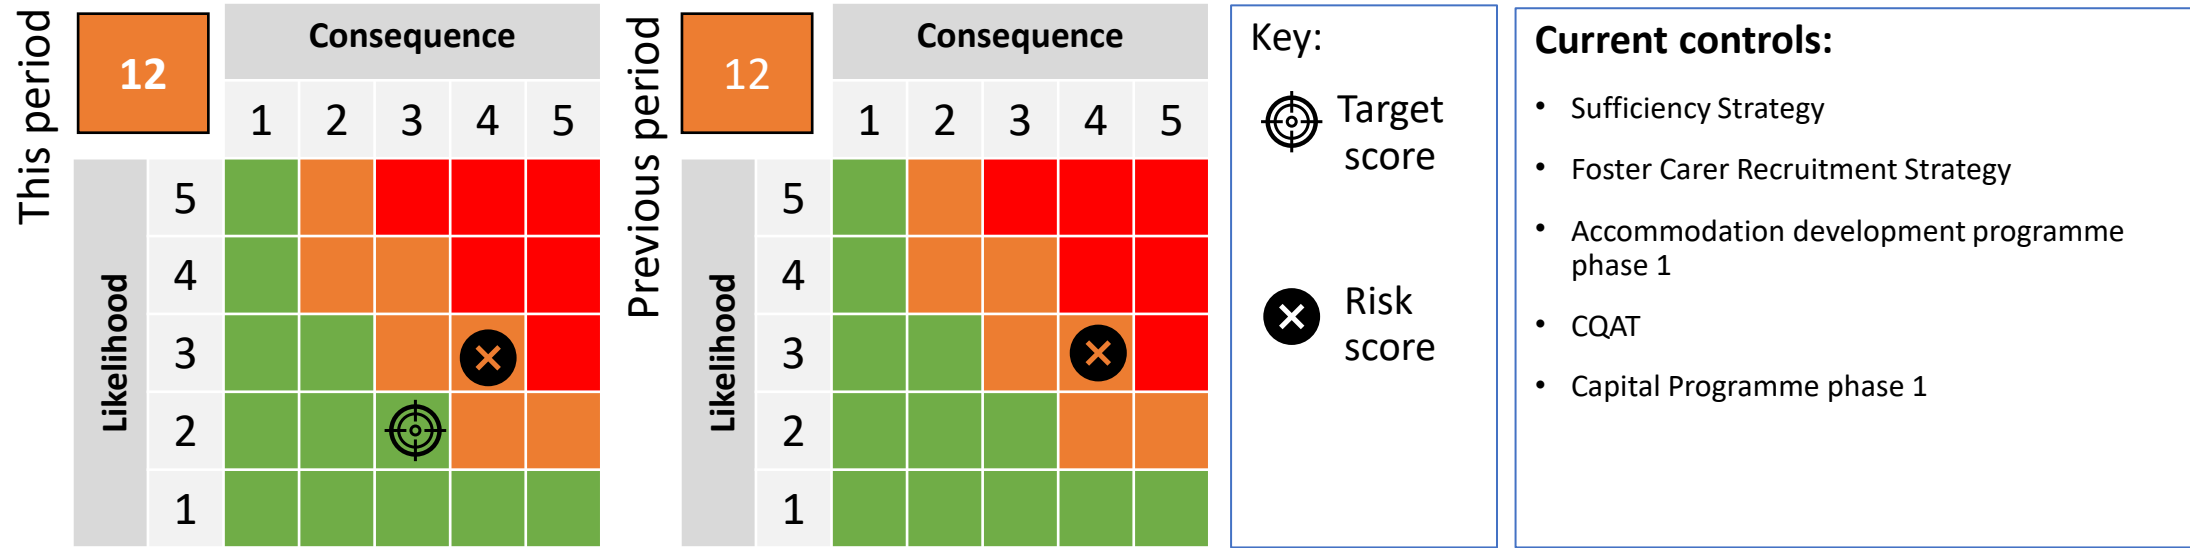 This period
12
Consequence
1 2 3 4 5
Likelihood
5
4
3
2
1
Previous period
12
Consequence
1 2 3 4 5
Likelihood
5
4
3
2
1
Key:
Target
score
Risk
score
Current controls:
• Sufficiency Strategy
• Foster Carer Recruitment Strategy
• Accommodation development programme
phase 1
• CQAT
• Capital Programme phase 1